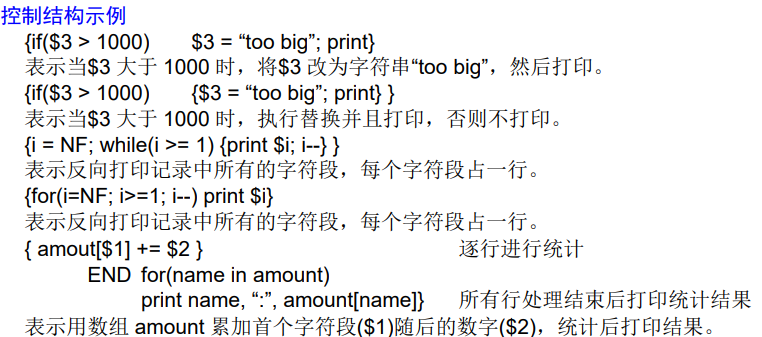 控制结构示例
{if($3 > 1000) $3 = “too big”; print}
表示当$3 大于 1000 时，将$3 改为字符串“too big”，然后打印。
{if($3 > 1000) {$3 = “too big”; print} }
表示当$3 大于 1000 时，执行替换并且打印，否则不打印。
{i = NF; while(i >= 1) {print $i; i--} }
表示反向打印记录中所有的字符段，每个字符段占一行。
{for(i=NF; i>=1; i--) print $i}
表示反向打印记录中所有的字符段，每个字符段占一行。
{ amout[$1] += $2 } 逐行进行统计
END for(name in amount)
print name, “:”, amount[name]} 所有行处理结束后打印统计结果
表示用数组 amount 累加首个字符段($1)随后的数字($2)，统计后打印结果。